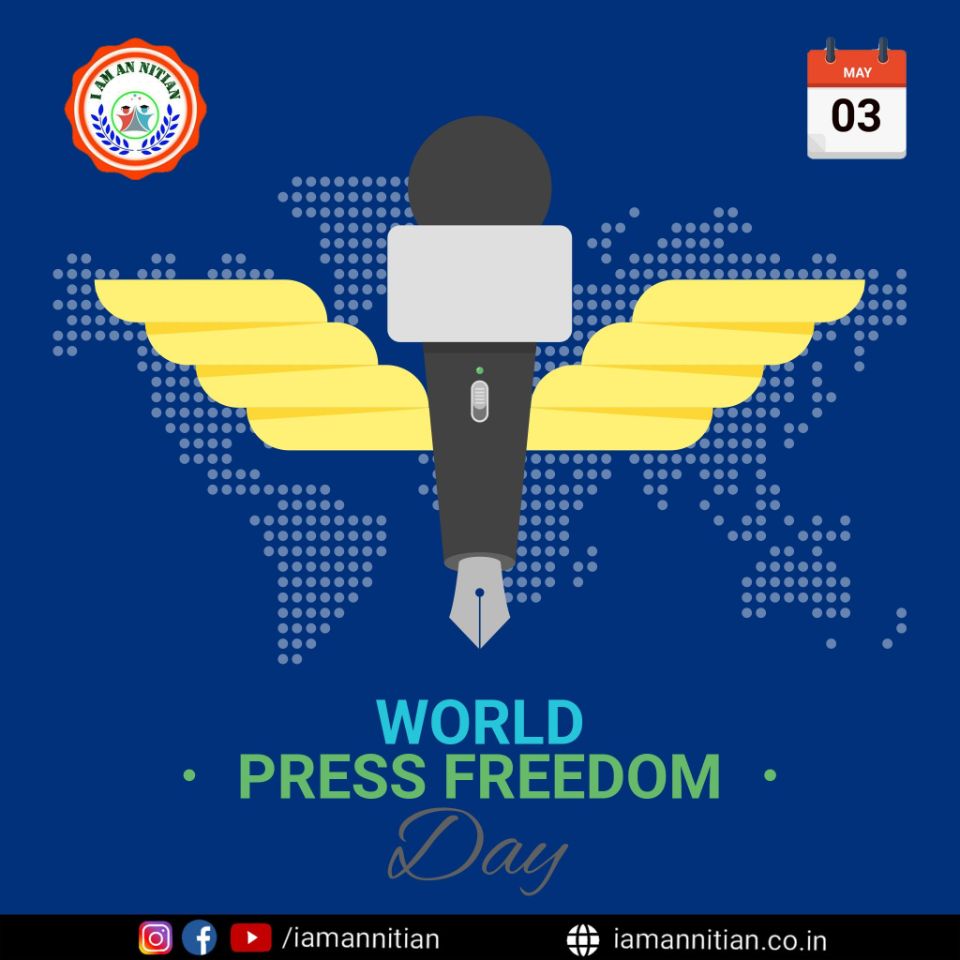 I AM AN NITIAN
MAY
03
WORLD
• PRESS FREEDOM •
Day
/iamannitian
iamannitian.co.in